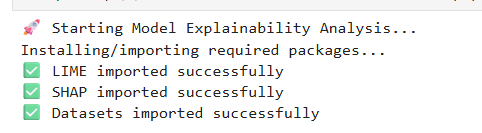 🚀 Starting Model Explainability Analysis...
Installing/importing required packages...
✅ LIME imported successfully
✅ SHAP imported successfully
✅ Datasets imported successfully